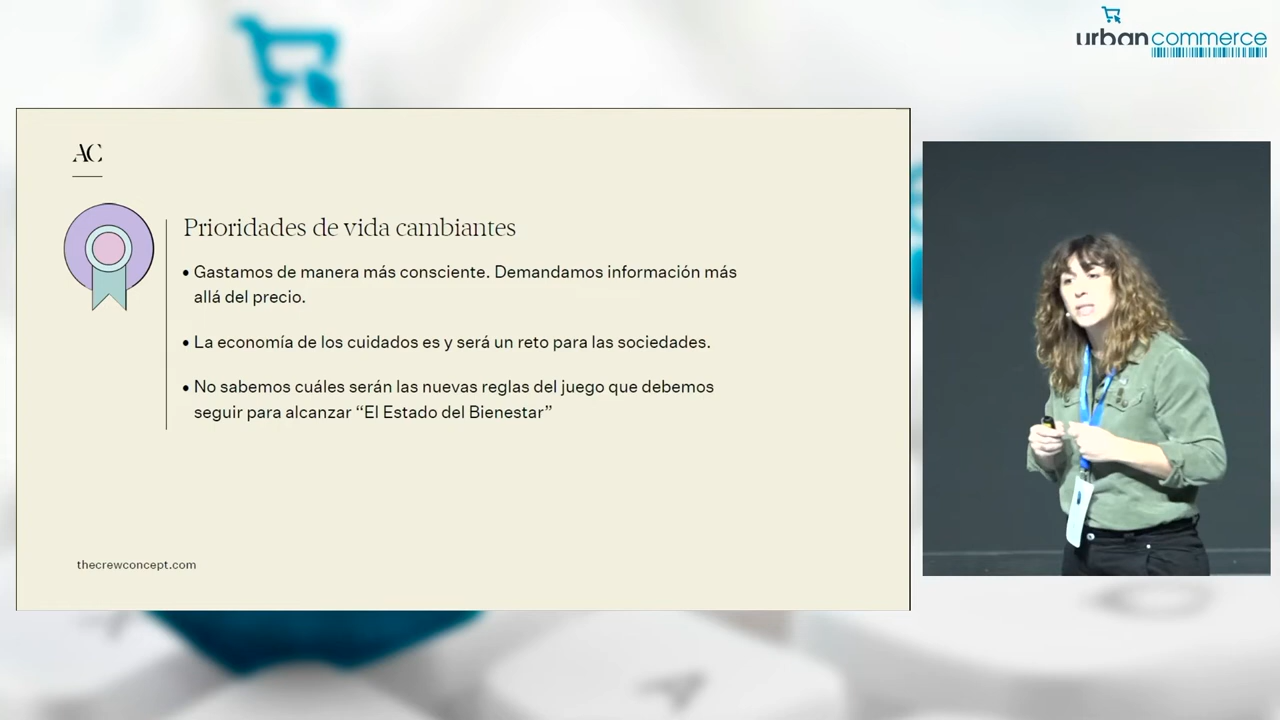 urbancommerce
AC
Prioridades de vida cambiantes
• Gastamos de manera más consciente. Demandamos información más
allá del precio.
• La economía de los cuidados es y será un reto para las sociedades.
• No sabemos cuáles serán las nuevas reglas del juego que debemos
seguir para alcanzar “El Estado del Bienestar”
thecrewconcept.com